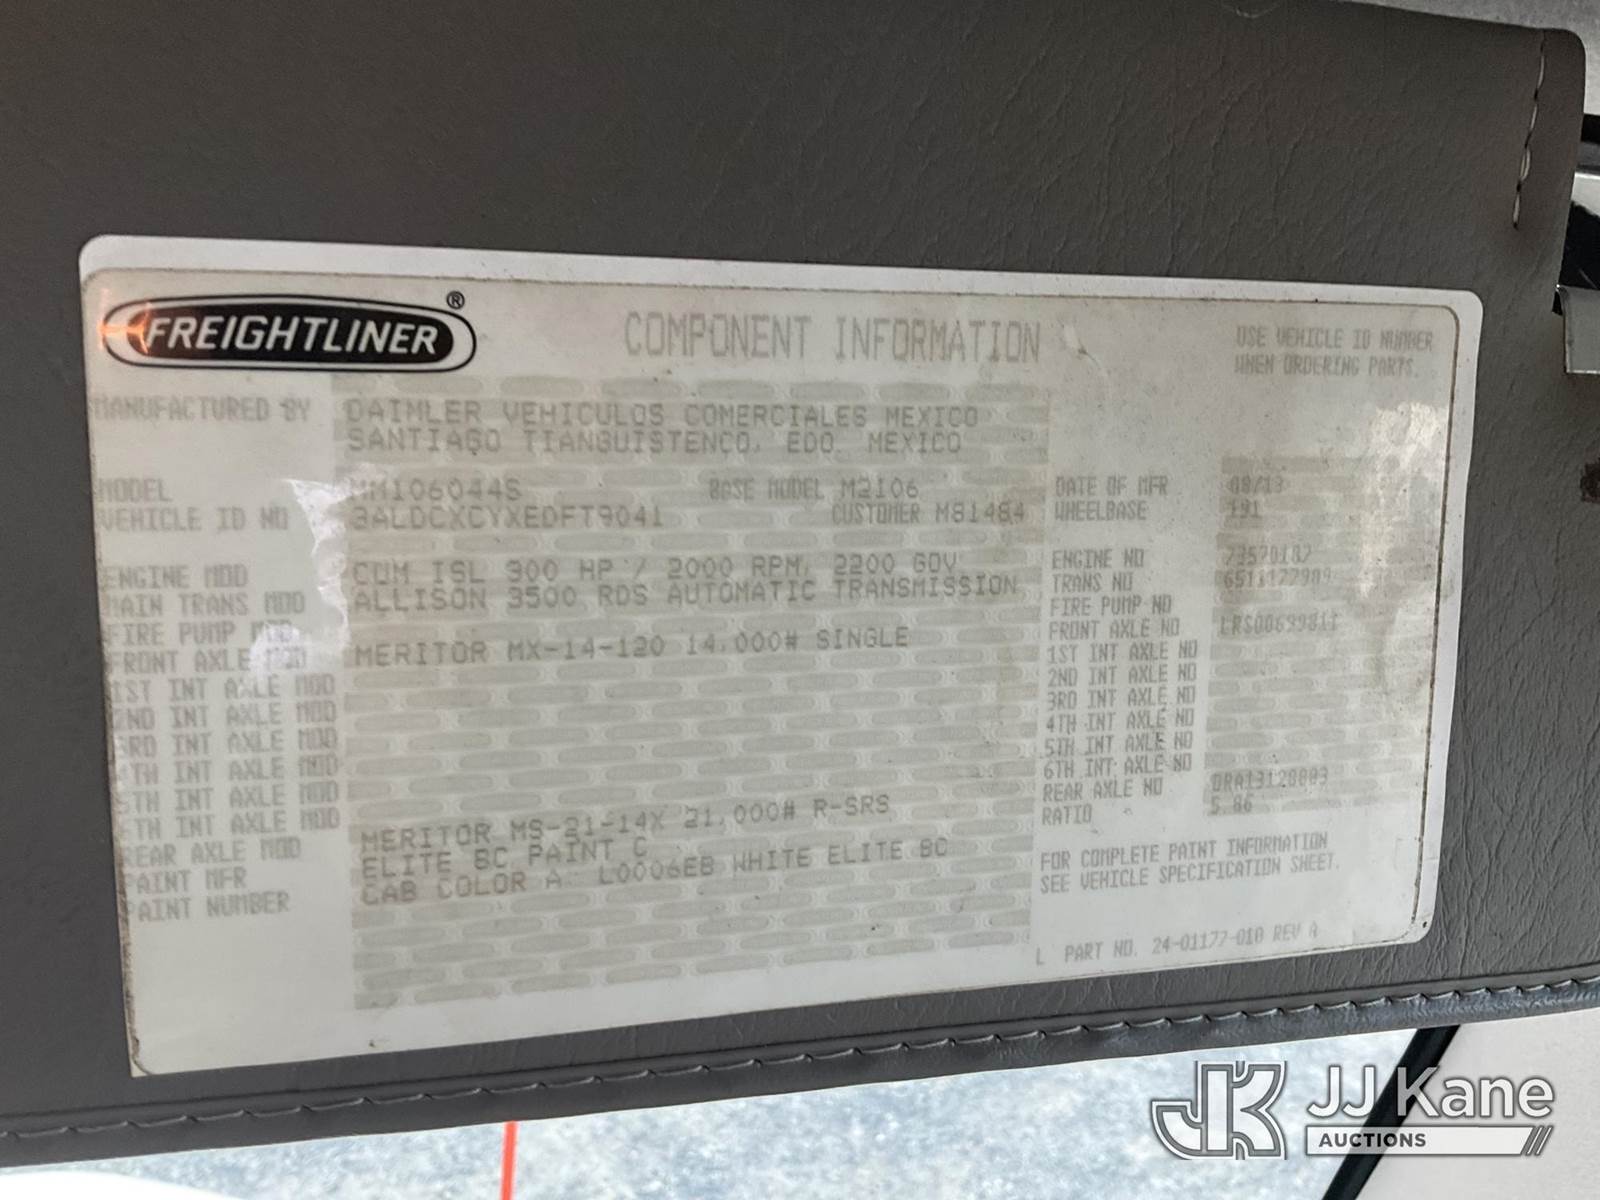 FREIGHTLINER®
COMPONENT INFORMATION
USE VEHICLE ID NUMBER
WHEN ORDERING PARTS.
MANUFACTURED BY DAIMLER VEHICULOS COMERCIALES MEXICO
SANTIAGO TIANGUISTENCO, EDO. MEXICO
MODEL MM106044S BASE MODEL M2106
VEHICLE ID NO 3ALDCXCYXEDFT9041 CUSTOMER M81484
ENGINE MOD CUM ISL 300 HP / 2000 RPM, 2200 GOV
MAIN TRANS MOD ALLISON 3500 RDS AUTOMATIC TRANSMISSION
FIRE PUMP MOD
FRONT AXLE MOD MERITOR MX-14-120 14,000# SINGLE
1ST INT AXLE MOD
2ND INT AXLE MOD
3RD INT AXLE MOD
4TH INT AXLE MOD
5TH INT AXLE MOD
6TH INT AXLE MOD
REAR AXLE MOD MERITOR MS-21-14X 21,000# R-SRS
PAINT MFR ELITE BC PAINT C
PAINT NUMBER CAB COLOR A: L0006EB WHITE ELITE BC
DATE OF MFR 08/13
WHEELBASE 191
ENGINE NO 73570187
TRANS NO 6511177909
FIRE PUMP NO
FRONT AXLE NO
1ST INT AXLE NO
2ND INT AXLE NO
3RD INT AXLE NO
4TH INT AXLE NO
5TH INT AXLE NO
6TH INT AXLE NO
REAR AXLE NO
RATIO 5.86
FOR COMPLETE PAINT INFORMATION
SEE VEHICLE SPECIFICATION SHEET.
L PART NO. 24-01177-010 REV A
JK JJ Kane
AUCTIONS